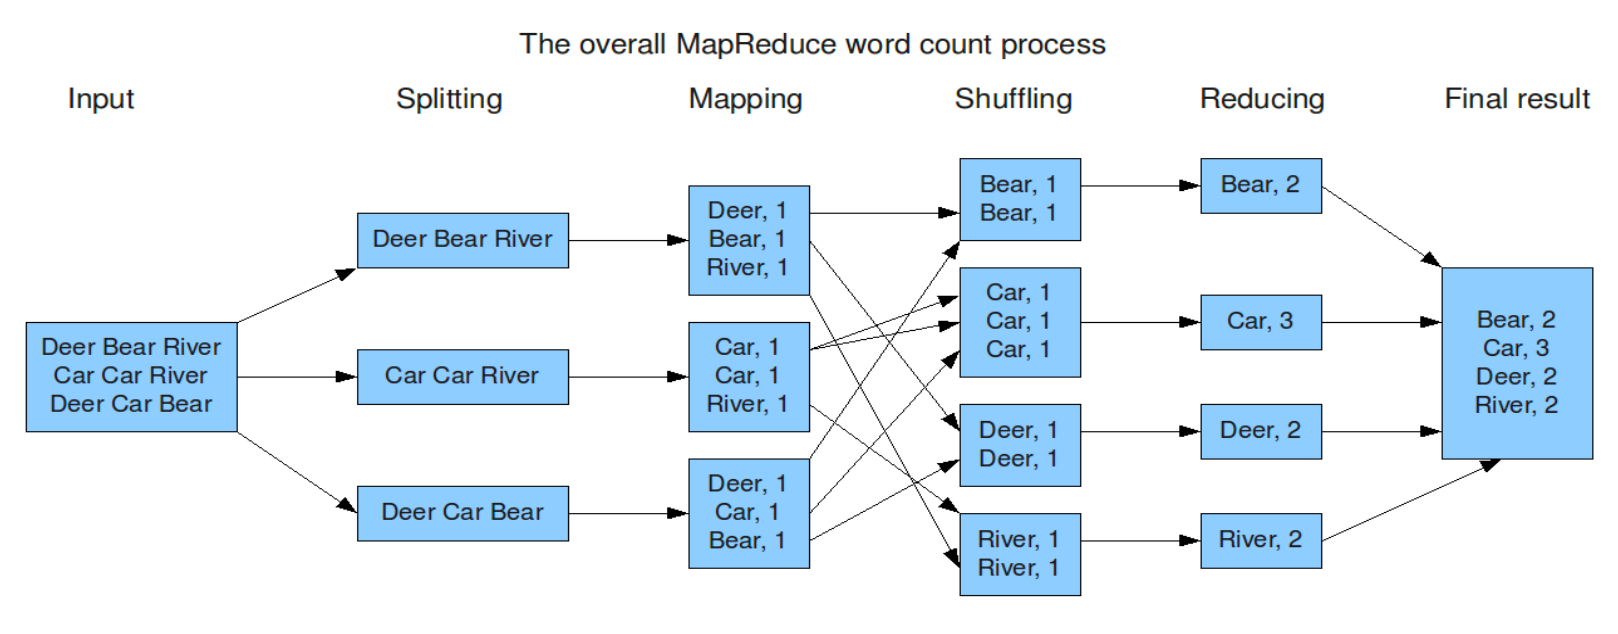 The overall MapReduce word count process
Input
Splitting
Mapping
Shuffling
Reducing
Final result
Deer Bear River
Car Car River
Deer Car Bear
Deer Bear River
Car Car River
Deer Car Bear
Deer, 1
Bear, 1
River, 1
Car, 1
Car, 1
River, 1
Deer, 1
Car, 1
Bear, 1
Bear, 1
Bear, 1
Car, 1
Car, 1
Car, 1
Deer, 1
Deer, 1
River, 1
River, 1
Bear, 2
Car, 3
Deer, 2
River, 2
Bear, 2
Car, 3
Deer, 2
River, 2